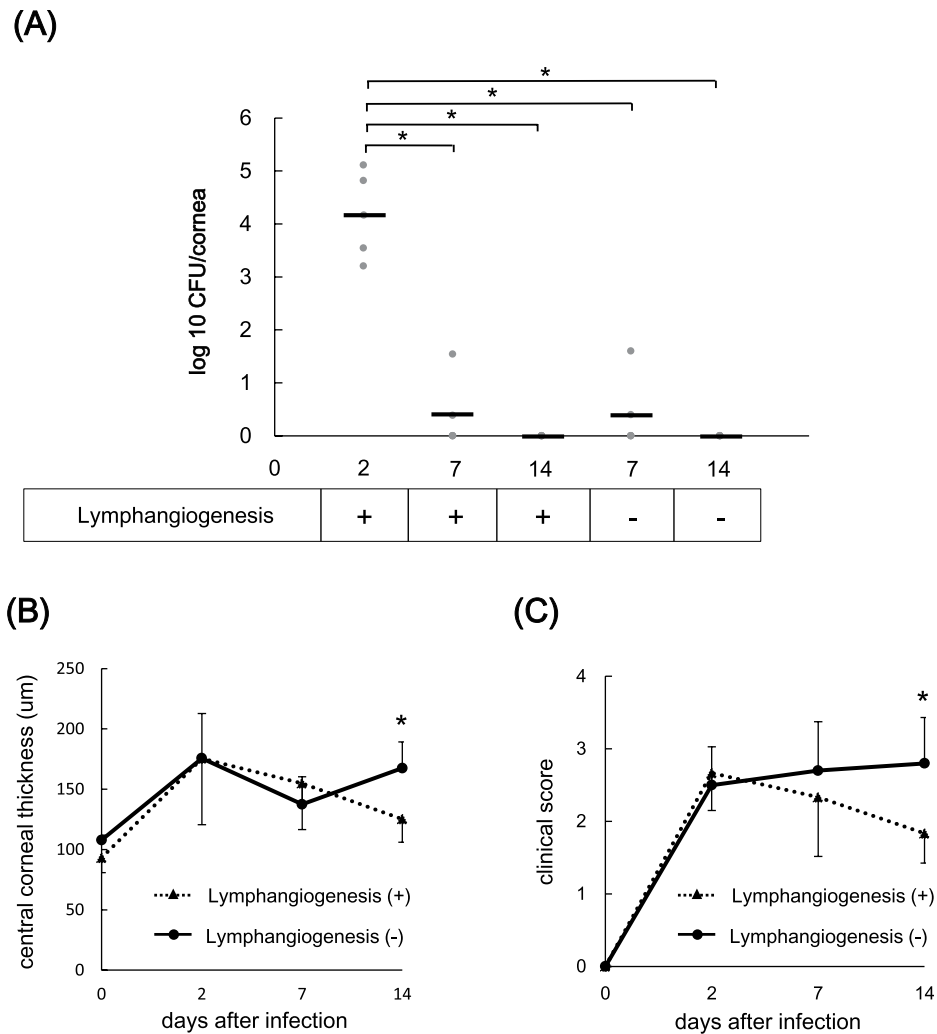 (A)
*
*
*
*
6
5
4
3
2
1
0
log 10 CFU/cornea
0 2 7 14 7 14
Lymphangiogenesis + + + - -
(B)
250
200
150
100
50
0
central corneal thickness (um)
*
Lymphangiogenesis (+)
Lymphangiogenesis (-)
0 2 7 14
days after infection
(C)
4
3
2
1
0
clinical score
*
Lymphangiogenesis (+)
Lymphangiogenesis (-)
0 2 7 14
days after infection